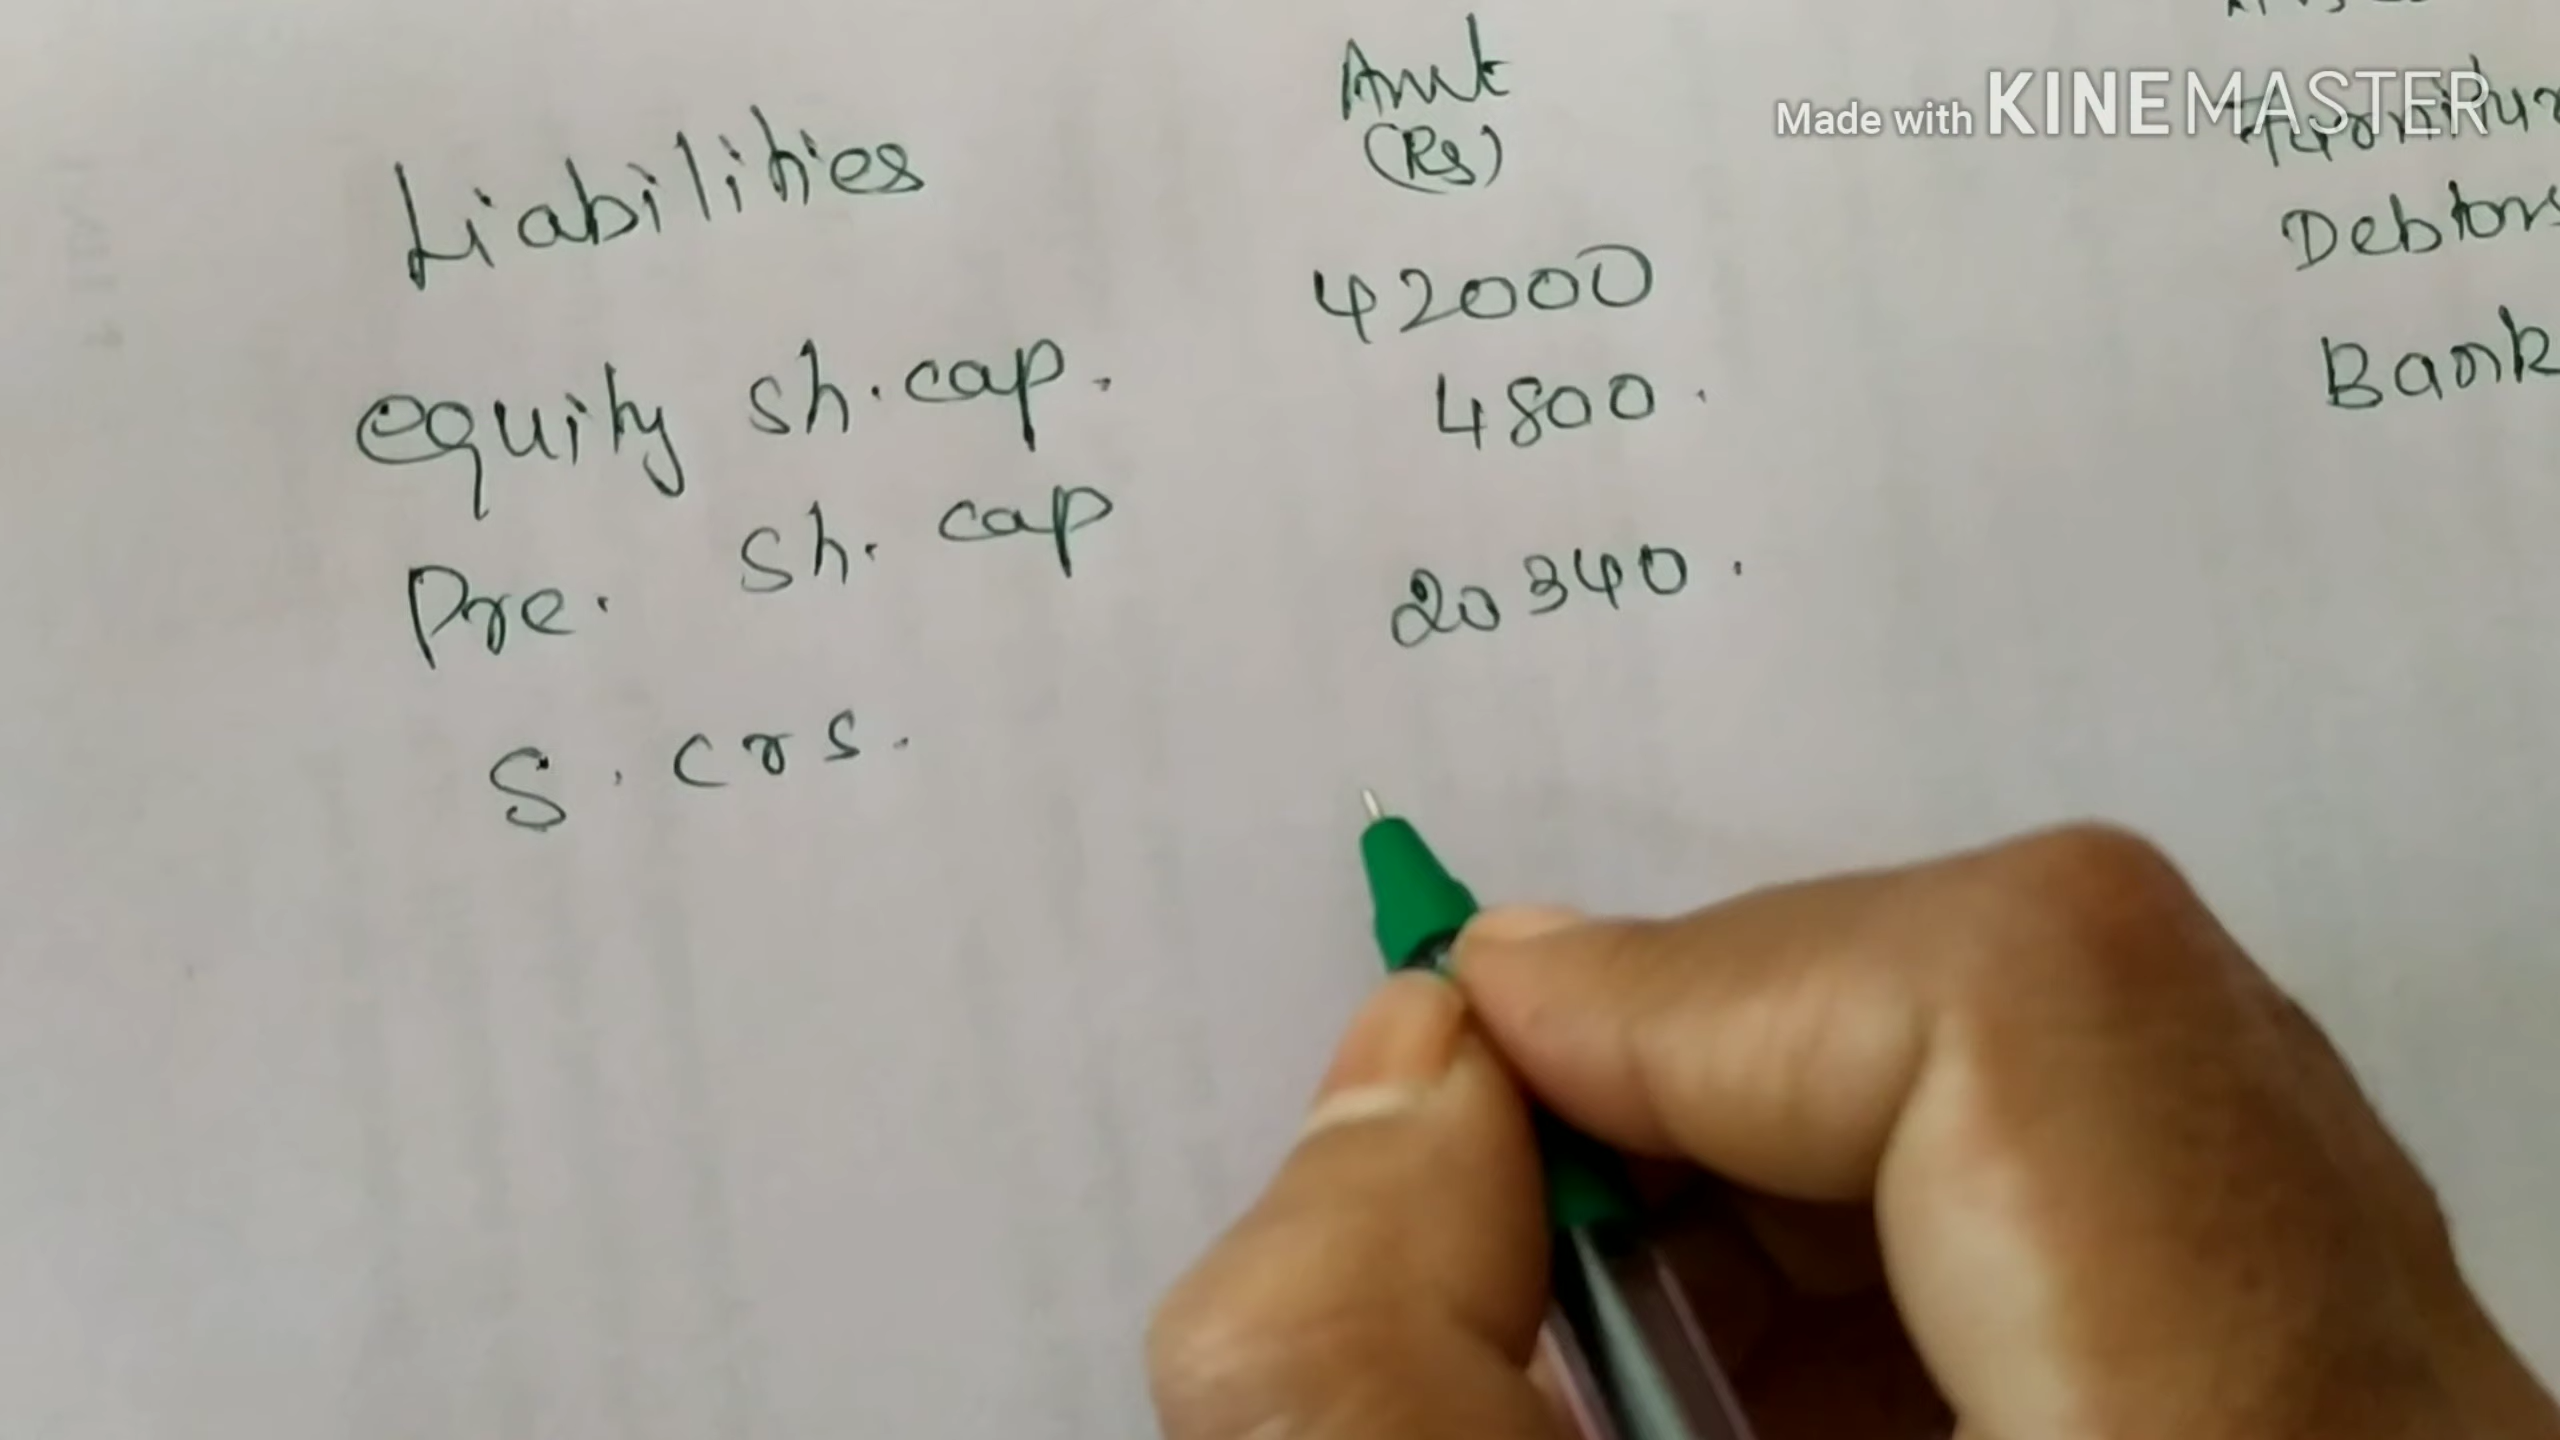 Liabilities Amt
(Rs)
equity sh. cap. 42000
Pre. sh. cap 4800.
S. crs. 20340.
Debtors
Bank
Made with KINEMASTER